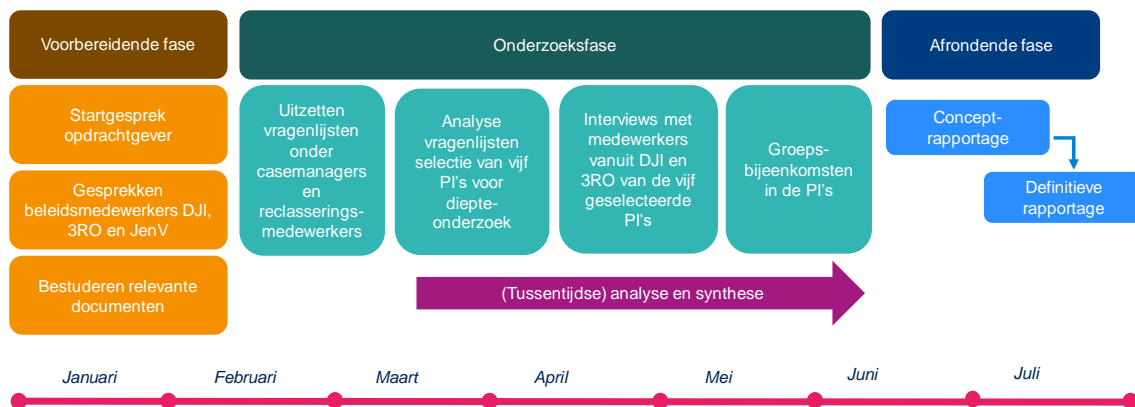 Voorbereidende fase
Onderzoeksfase
Afrondende fase
Startgesprek
opdrachtgever
Gesprekken
beleidsmedewerkers DJI,
3RO en JenV
Bestuderen relevante
documenten
Uitzetten
vragenlijsten
onder
casemanagers
en
reclasserings-
medewerkers
Analyse
vragenlijsten
selectie van vijf
PI's voor
diepte-
onderzoek
Interviews met
medewerkers
vanuit DJI en
3RO van de vijf
geselecteerde
PI's
Groeps-
bijeenkomsten
in de PI's
Concept-
rapportage
Definitieve
rapportage
(Tussentijdse) analyse en synthese
Januari
Februari
Maart
April
Mei
Juni
Juli